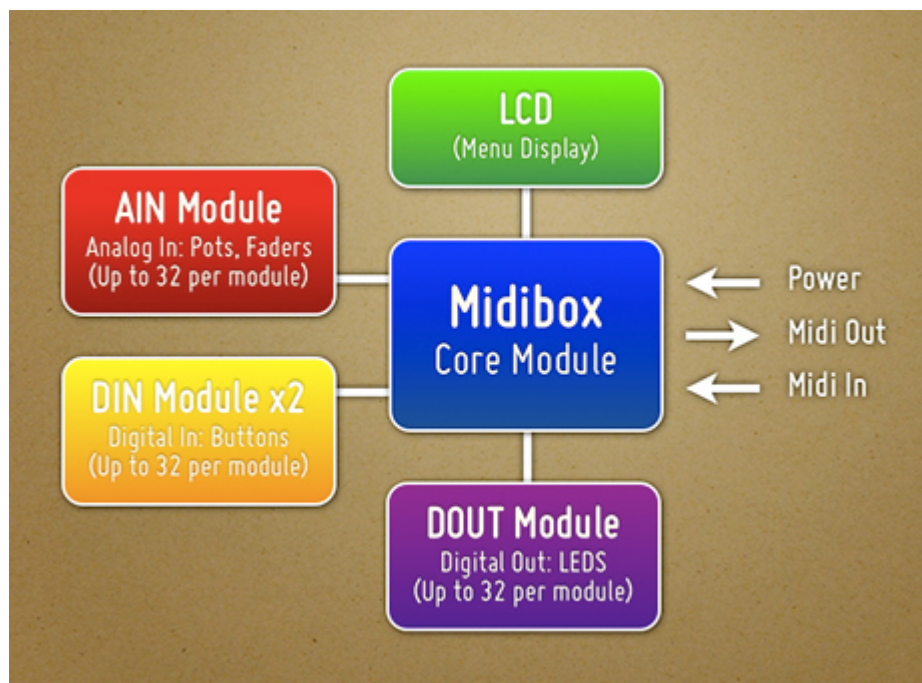 LCD
(Menu Display)
AIN Module
Analog In: Pots, Faders
(Up to 32 per module)
Midibox
Core Module
Power
Midi Out
Midi In
DIN Module x2
Digital In: Buttons
(Up to 32 per module)
DOUT Module
Digital Out: LEDS
(Up to 32 per module)